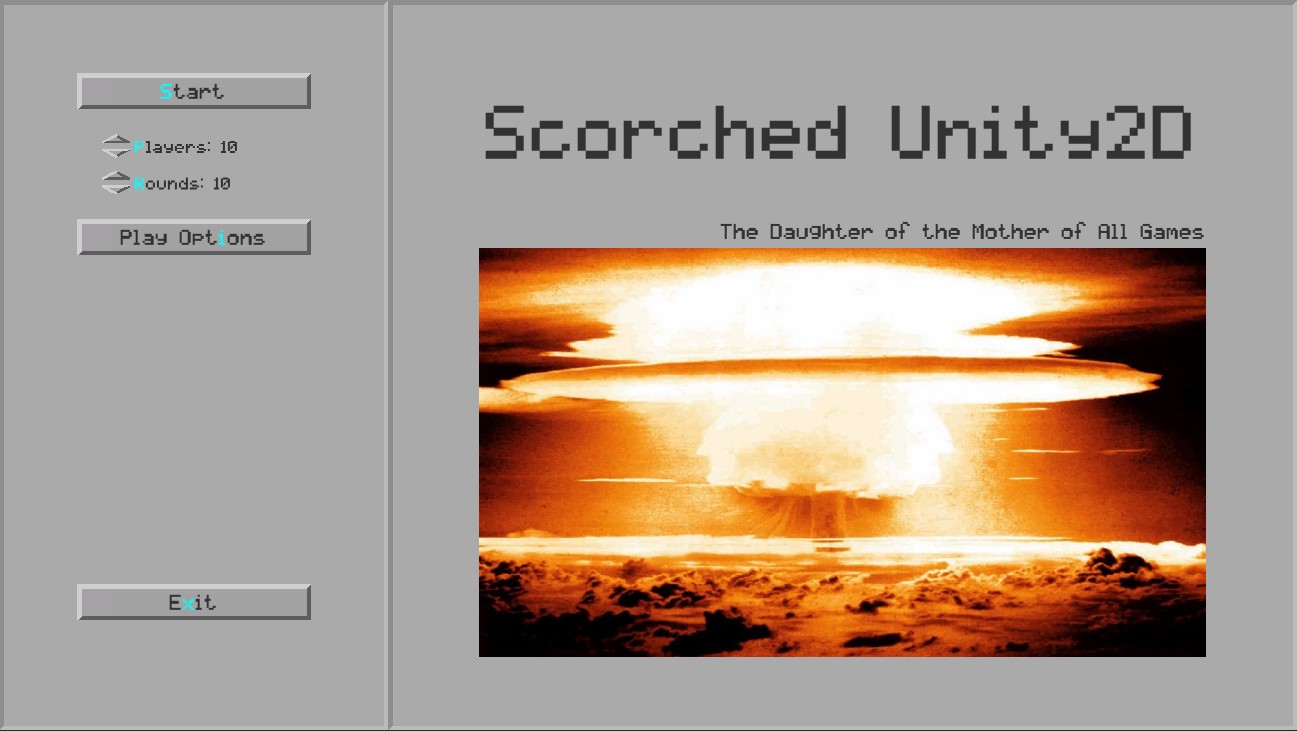 Start
Players: 10
Rounds: 10
Play Options
Exit
Scorched Unity2D
The Daughter of the Mother of All Games